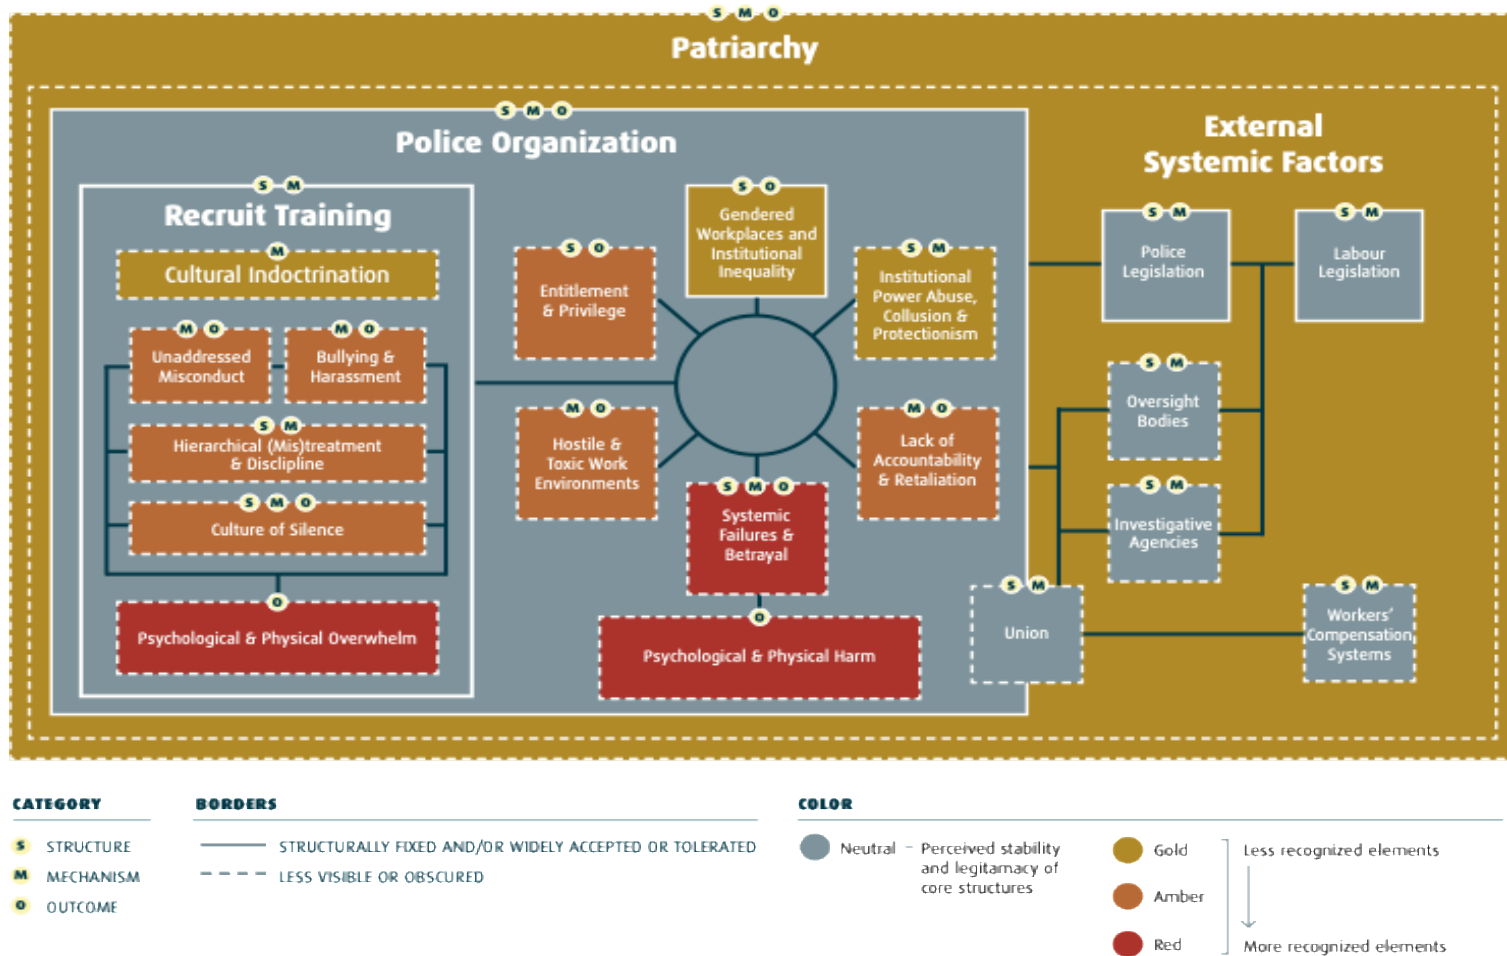 S M O
Patriarchy
S M O
Police Organization
External
Systemic Factors
S M
Recruit Training
M
Cultural Indoctrination
M O
Unaddressed
Misconduct
M O
Bullying &
Harassment
S M
Hierarchical (Mis)treatment
& Discipline
S M O
Culture of Silence
O
Psychological & Physical Overwhelm
S O
Entitlement
& Privilege
S O
Gendered
Workplaces and
Institutional
Inequality
S M
Institutional
Power Abuse,
Collusion &
Protectionism
M O
Hostile &
Toxic Work
Environments
M O
Lack of
Accountability
& Retaliation
S M O
Systemic
Failures &
Betrayal
O
Psychological & Physical Harm
S M
Police
Legislation
S M
Labour
Legislation
S M
Oversight
Bodies
S M
Investigative
Agencies
S M
Union
S M
Workers'
Compensation
Systems
CATEGORY
S STRUCTURE
M MECHANISM
O OUTCOME
BORDERS
STRUCTURALLY FIXED AND/OR WIDELY ACCEPTED OR TOLERATED
LESS VISIBLE OR OBSCURED
COLOR
Neutral – Perceived stability
and legitamacy of
core structures
Gold
Amber
Red
Less recognized elements
More recognized elements